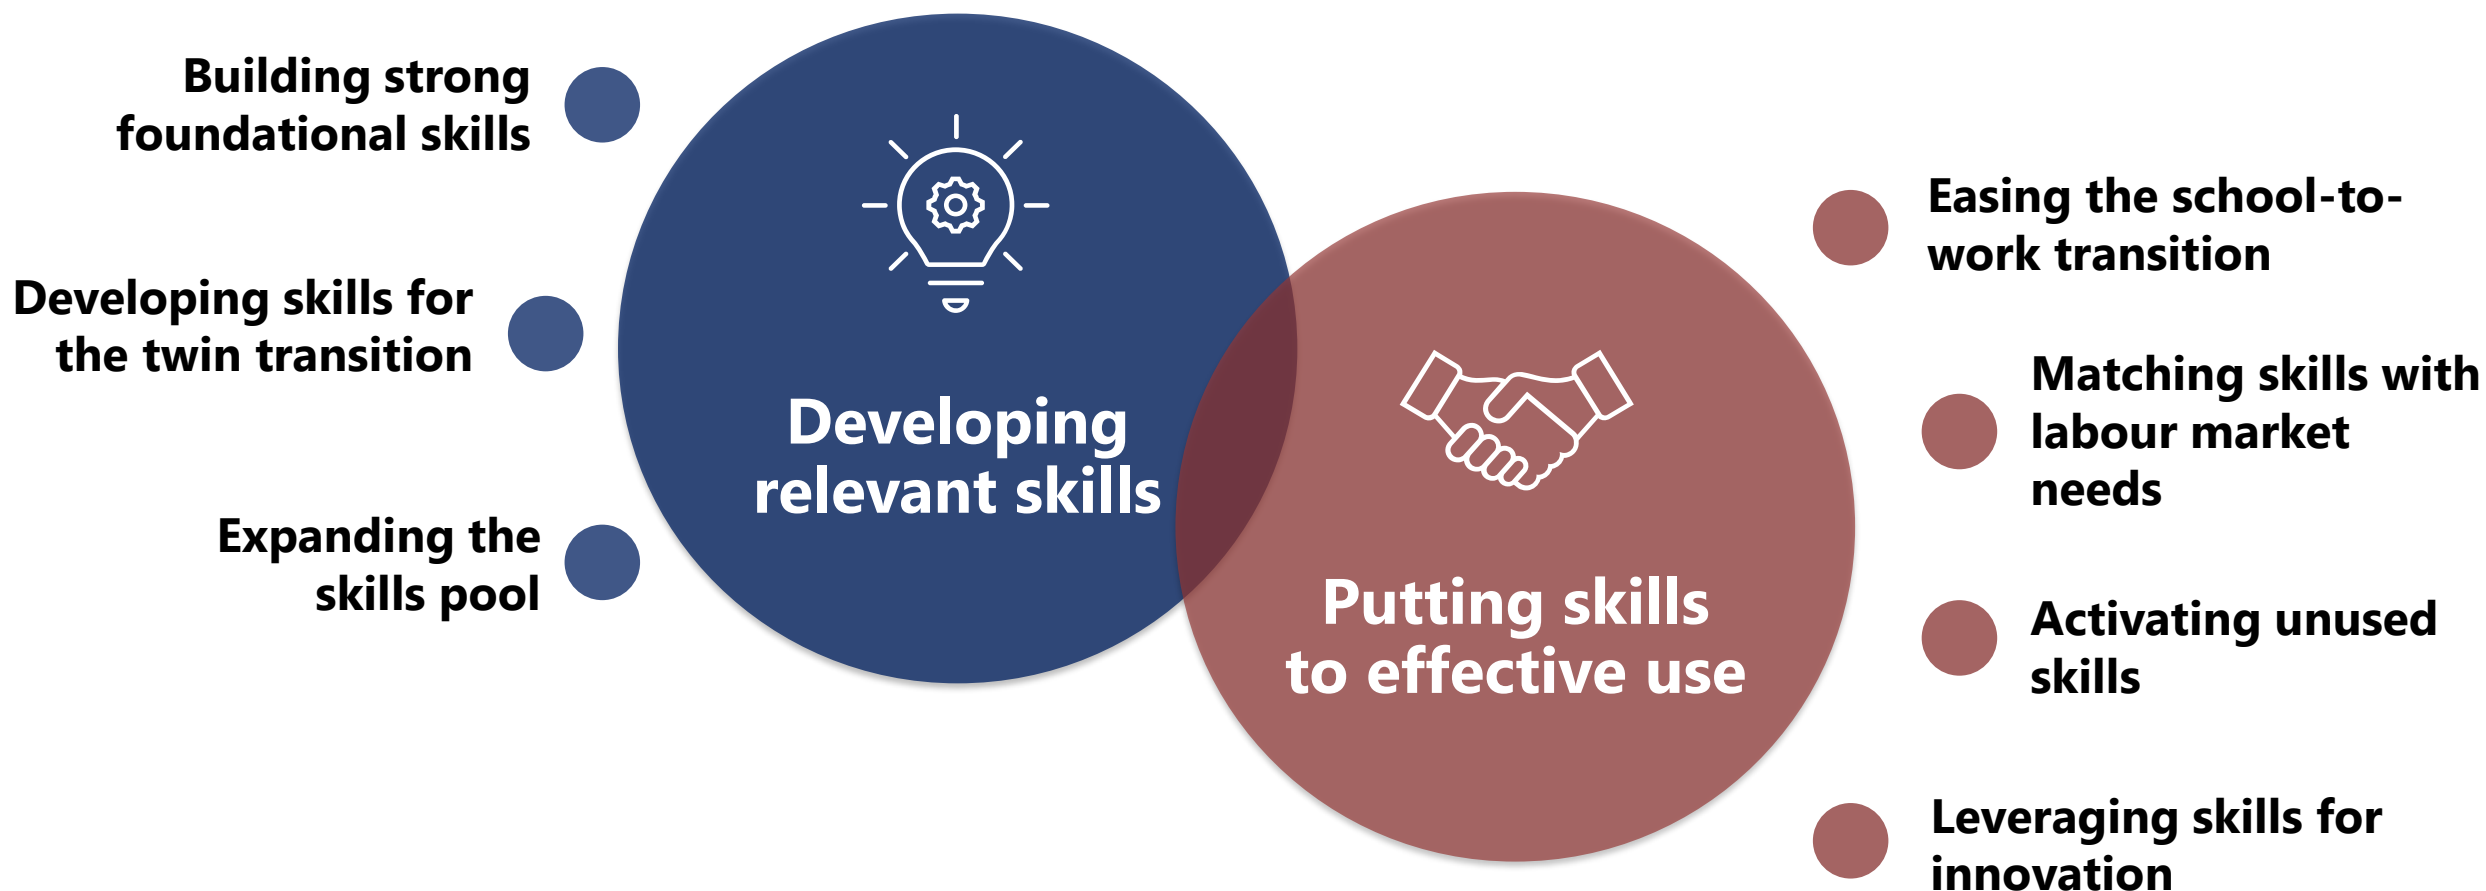 Building strong
foundational skills
Developing skills for
the twin transition
Expanding the
skills pool
Developing
relevant skills
Putting skills
to effective use
Easing the school-to-
work transition
Matching skills with
labour market
needs
Activating unused
skills
Leveraging skills for
innovation